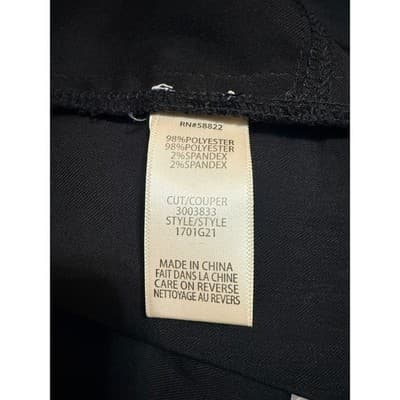 RN#58822
98%POLYESTER
98%POLYESTER
2%SPANDEX
2%SPANDEX
CUT/COUPER
3003833
STYLE/STYLE
1701G21
MADE IN CHINA
FAIT DANS LA CHINE
CARE ON REVERSE
NETTOYAGE AU REVERS